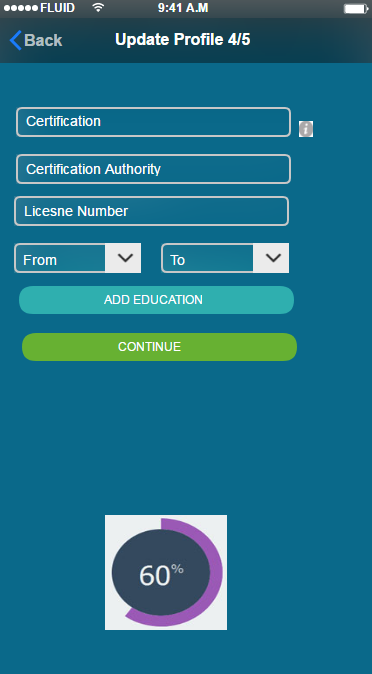 FLUID 9:41 A.M
Back Update Profile 4/5
Certification
i
Certification Authority
Licesne Number
From To
ADD EDUCATION
CONTINUE
60%